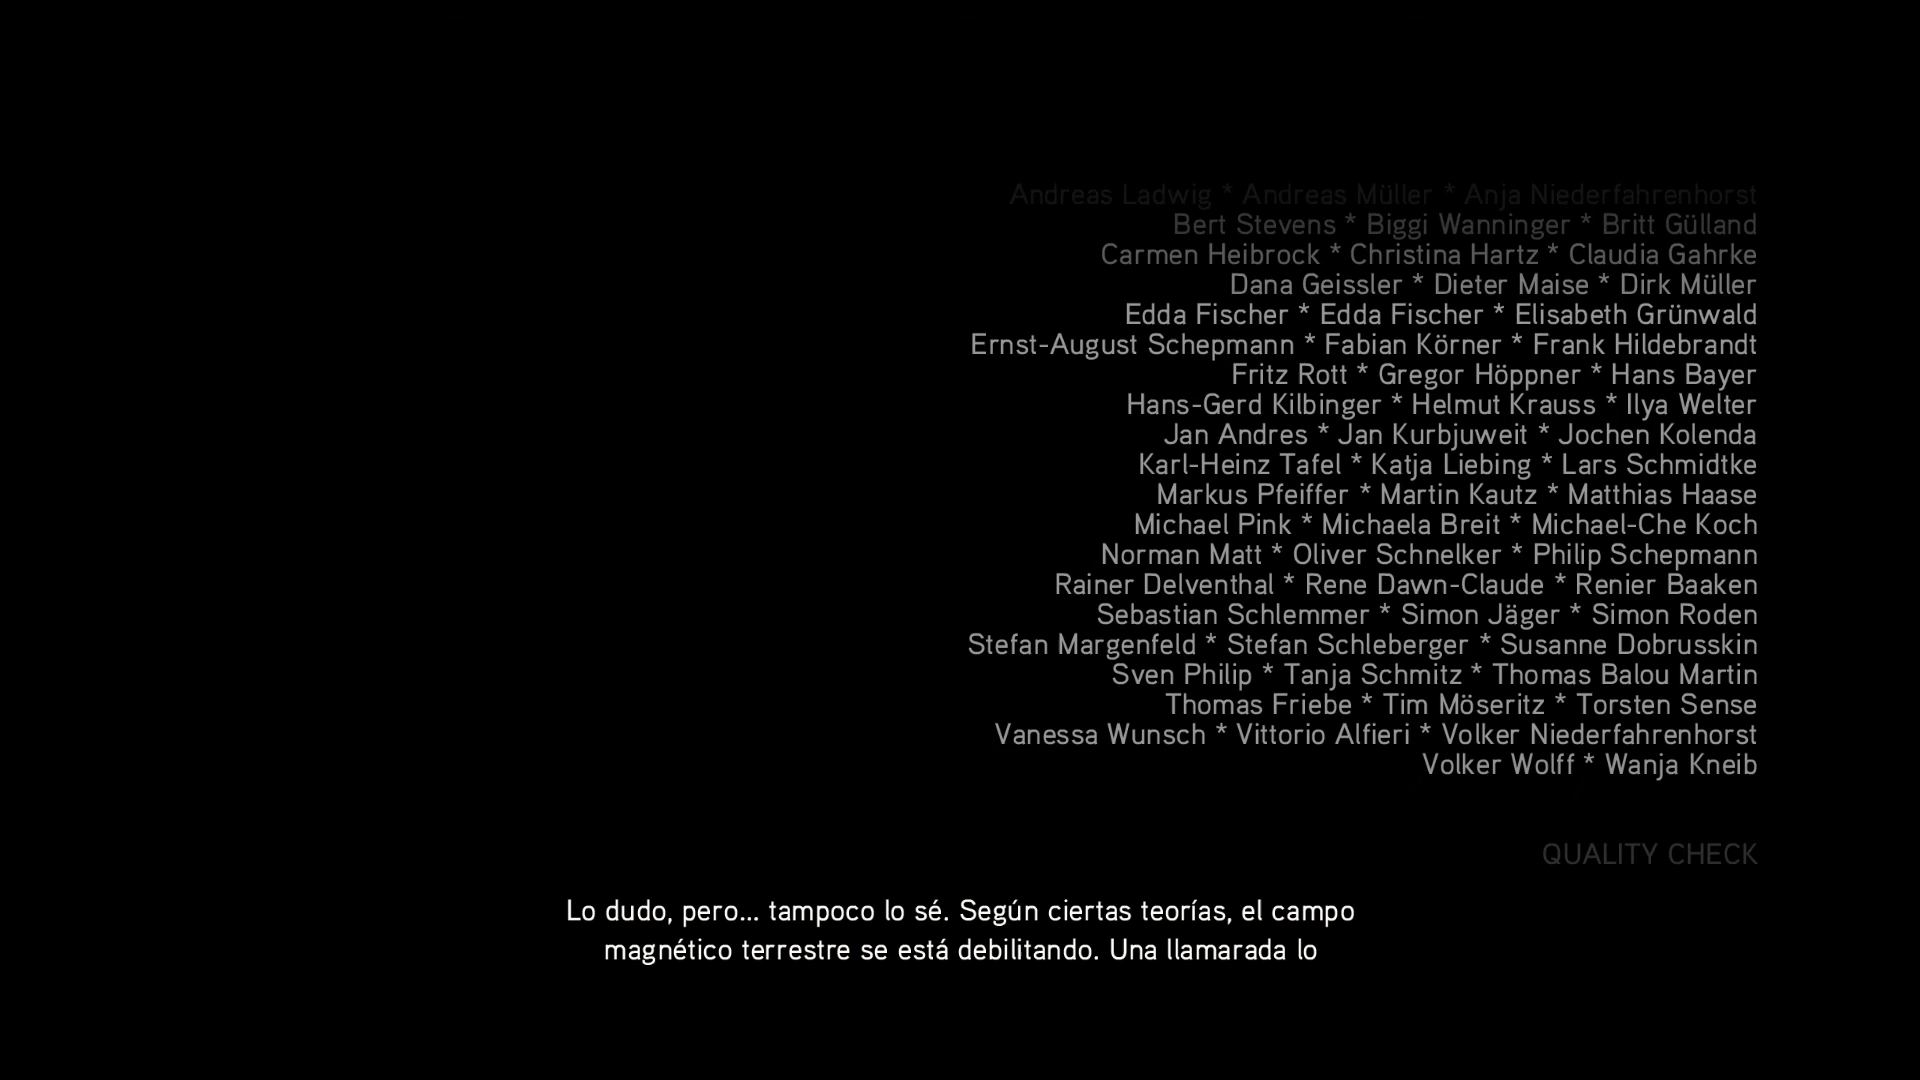 Andreas Ladwig * Andreas Müller * Anja Niederfahrenhorst
Bert Stevens * Biggi Wanninger * Britt Gülland
Carmen Heibrock * Christina Hartz * Claudia Gahrke
Dana Geissler * Dieter Maise * Dirk Müller
Edda Fischer * Edda Fischer * Elisabeth Grünwald
Ernst-August Schepmann * Fabian Körner * Frank Hildebrandt
Fritz Rott * Gregor Höppner * Hans Bayer
Hans-Gerd Kilbinger * Helmut Krauss * Ilya Welter
Jan Andres * Jan Kurbjuweit * Jochen Kolenda
Karl-Heinz Tafel * Katja Liebing * Lars Schmidtke
Markus Pfeiffer * Martin Kautz * Matthias Haase
Michael Pink * Michaela Breit * Michael-Che Koch
Norman Matt * Oliver Schnelker * Philip Schepmann
Rainer Delventhal * Rene Dawn-Claude * Renier Baaken
Sebastian Schlemmer * Simon Jäger * Simon Roden
Stefan Margenfeld * Stefan Schleberger * Susanne Dobrusskin
Sven Philip * Tanja Schmitz * Thomas Balou Martin
Thomas Friebe * Tim Möseritz * Torsten Sense
Vanessa Wunsch * Vittorio Alfieri * Volker Niederfahrenhorst
Volker Wolff * Wanja Kneib
QUALITY CHECK
Lo dudo, pero... tampoco lo sé. Según ciertas teorías, el campo
magnético terrestre se está debilitando. Una llamarada lo